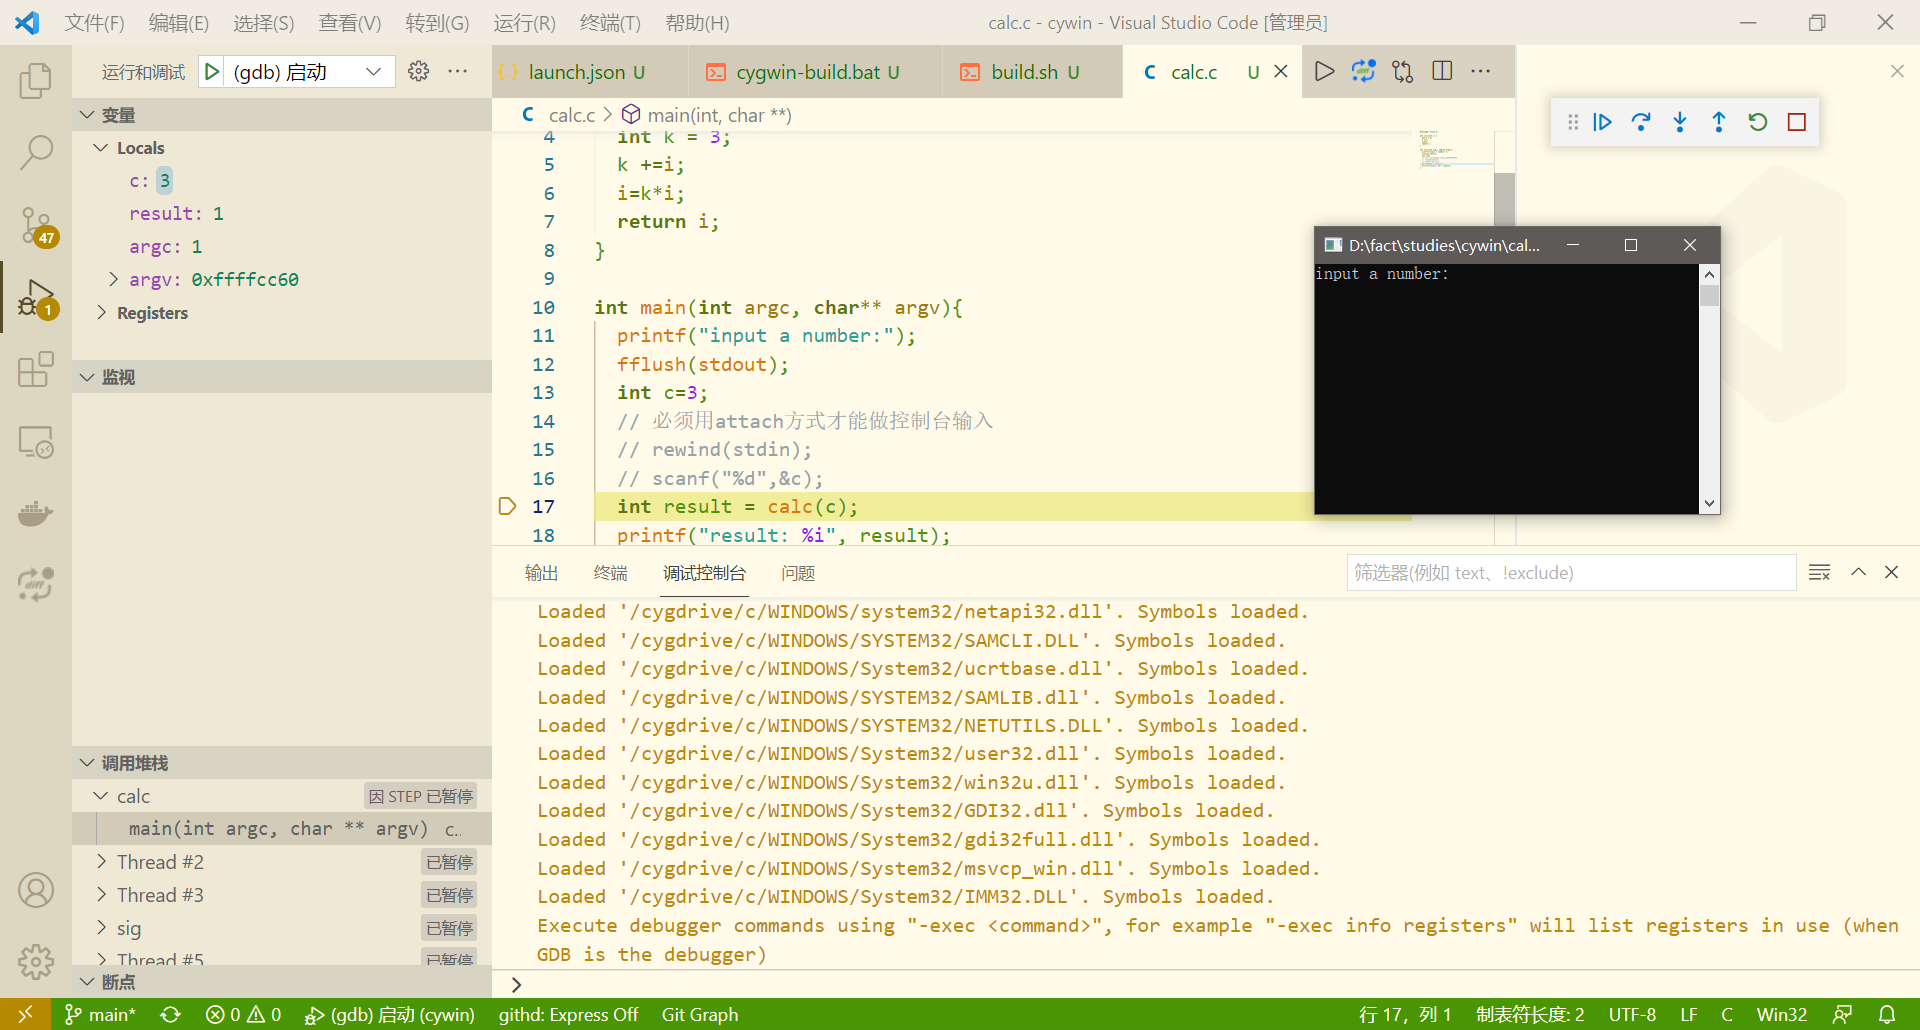 文件(F) 编辑(E) 选择(S) 查看(V) 转到(G) 运行(R) 终端(T) 帮助(H)
calc.c - cywin - Visual Studio Code [管理员]
运行和调试 (gdb) 启动
变量
Locals
c: 3
result: 1
argc: 1
argv: 0xffffcc60
Registers
监视
调用堆栈
calc 因 STEP 已暂停
main(int argc, char ** argv) c..
Thread #2 已暂停
Thread #3 已暂停
sig 已暂停
Thread #5 已暂停
断点
47
1
launch.json U
cygwin-build.bat U
build.sh U
C calc.c U
C calc.c > main(int, char **)
4 int k = 3;
5 k +=i;
6 i=k*i;
7 return i;
8 }
9
10 int main(int argc, char** argv){
11 printf("input a number:");
12 fflush(stdout);
13 int c=3;
14 // 必须用attach方式才能做控制台输入
15 // rewind(stdin);
16 // scanf("%d",&c);
17 int result = calc(c);
18 printf("result: %i", result);
D:\fact\studies\cywin\cal...
input a number:
输出 终端 调试控制台 问题
筛选器(例如 text、!exclude)
Loaded '/cygdrive/c/WINDOWS/system32/netapi32.dll'. Symbols loaded.
Loaded '/cygdrive/c/WINDOWS/SYSTEM32/SAMCLI.DLL'. Symbols loaded.
Loaded '/cygdrive/c/WINDOWS/System32/ucrtbase.dll'. Symbols loaded.
Loaded '/cygdrive/c/WINDOWS/SYSTEM32/SAMLIB.dll'. Symbols loaded.
Loaded '/cygdrive/c/WINDOWS/SYSTEM32/NETUTILS.DLL'. Symbols loaded.
Loaded '/cygdrive/c/WINDOWS/System32/user32.dll'. Symbols loaded.
Loaded '/cygdrive/c/WINDOWS/System32/win32u.dll'. Symbols loaded.
Loaded '/cygdrive/c/WINDOWS/System32/GDI32.dll'. Symbols loaded.
Loaded '/cygdrive/c/WINDOWS/System32/gdi32full.dll'. Symbols loaded.
Loaded '/cygdrive/c/WINDOWS/System32/msvcp_win.dll'. Symbols loaded.
Loaded '/cygdrive/c/WINDOWS/System32/IMM32.DLL'. Symbols loaded.
Execute debugger commands using "-exec <command>", for example "-exec info registers" will list registers in use (when
GDB is the debugger)
main* 0 0 (gdb) 启动 (cywin) githd: Express Off Git Graph
行 17，列 1 制表符长度: 2 UTF-8 LF C Win32